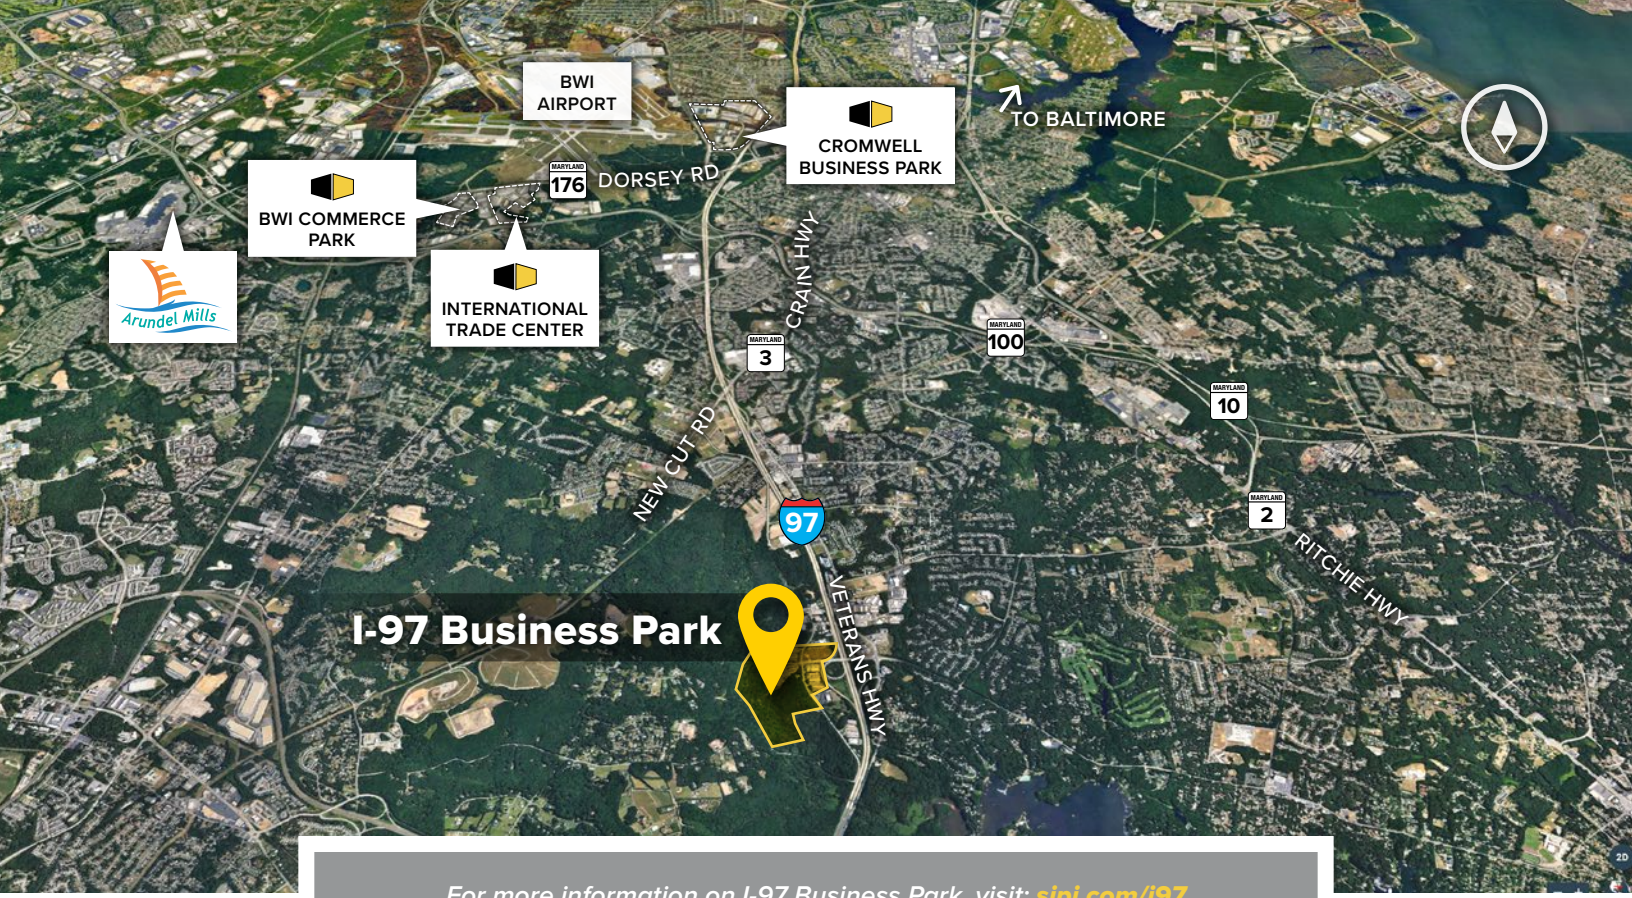 BWI
AIRPORT
CROMWELL
BUSINESS PARK
TO BALTIMORE
MARYLAND
176
DORSEY RD
BWI COMMERCE
PARK
INTERNATIONAL
TRADE CENTER
Arundel Mills
CRAIN HWY
MARYLAND
3
MARYLAND
100
MARYLAND
10
NEW CUT RD
97
MARYLAND
2
RITCHIE HWY
VETERANS HWY
I-97 Business Park
2D
For more information on I-97 Business Park, visit: sipj.com/i97